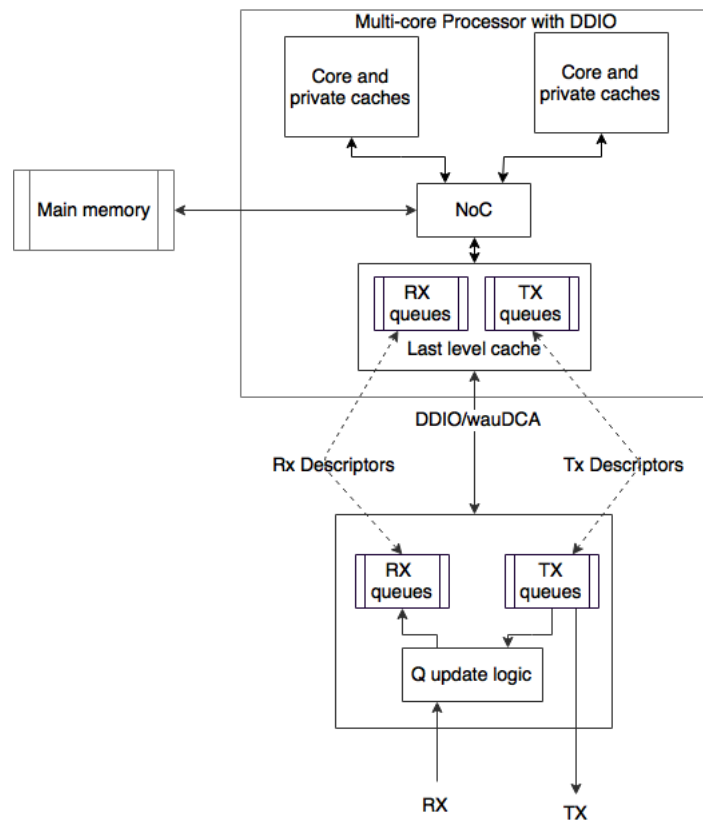 Multi-core Processor with DDIO
Core and
private caches
Core and
private caches
Main memory
NoC
RX
queues
TX
queues
Last level cache
DDIO/wauDCA
Rx Descriptors
Tx Descriptors
RX
queues
TX
queues
Q update logic
RX
TX